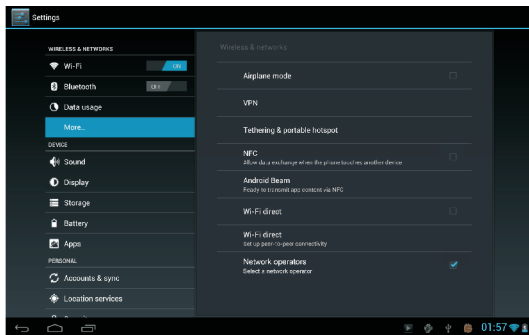 Settings
WIRELESS & NETWORKS
Wi-Fi
ON
Bluetooth
OFF
Data usage
More...
DEVICE
Sound
Display
Storage
Battery
Apps
PERSONAL
Accounts & sync
Location services
Wireless & networks
Airplane mode
VPN
Tethering & portable hotspot
NFC
Allow data exchange when the phone touches another device
Android Beam
Ready to transmit app content via NFC
Wi-Fi direct
Wi-Fi direct
Set up peer-to-peer connectivity
Network operators
Select a network operator
01:57